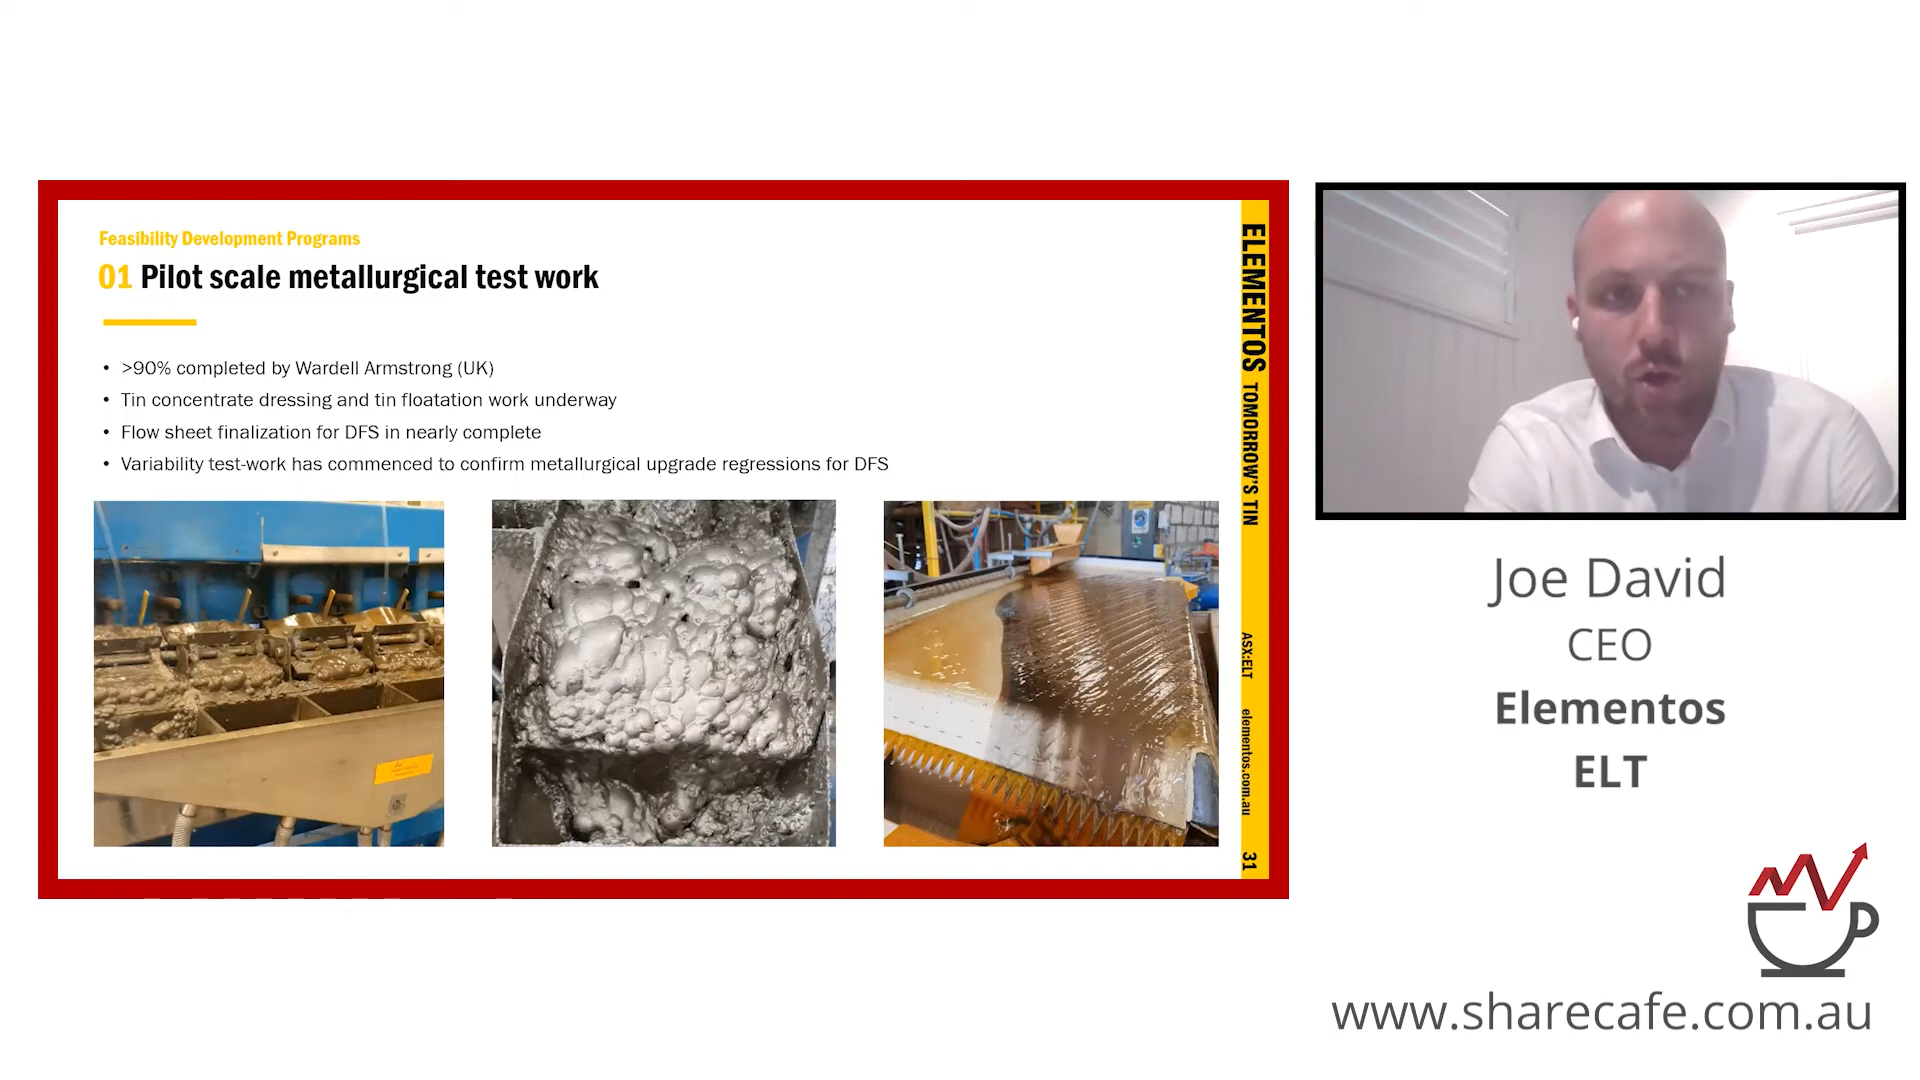 Feasibility Development Programs
01 Pilot scale metallurgical test work
• >90% completed by Wardell Armstrong (UK)
• Tin concentrate dressing and tin floatation work underway
• Flow sheet finalization for DFS in nearly complete
• Variability test-work has commenced to confirm metallurgical upgrade regressions for DFS
ELEMENTOS TOMORROW'S TIN
ASX:ELT
elementos.com.au
31
Joe David
CEO
Elementos
ELT
www.sharecafe.com.au